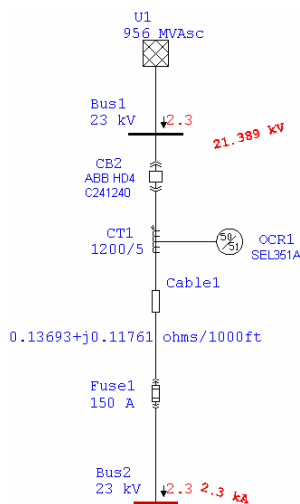 U1
956 MVAsc
Bus1
23 kV
2.3
21.389 kV
CB2
ABB HD4
C241240
CT1
1200/5
50/51
OCR1
SEL351A
Cable1
0.13693+j0.11761 ohms/1000ft
Fuse1
150 A
Bus2
23 kV
2.3
2.3 kA